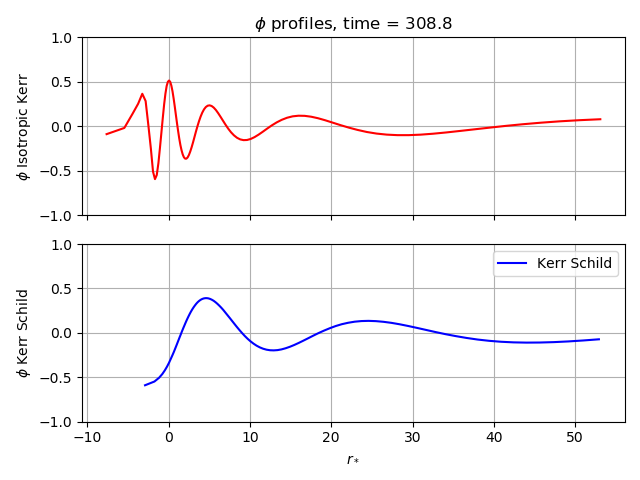 ϕ profiles, time = 308.8
1.0
0.5
0.0
−0.5
−1.0
ϕ Isotropic Kerr
1.0
0.5
0.0
−0.5
−1.0
ϕ Kerr Schild
Kerr Schild
−10 0 10 20 30 40 50
r*